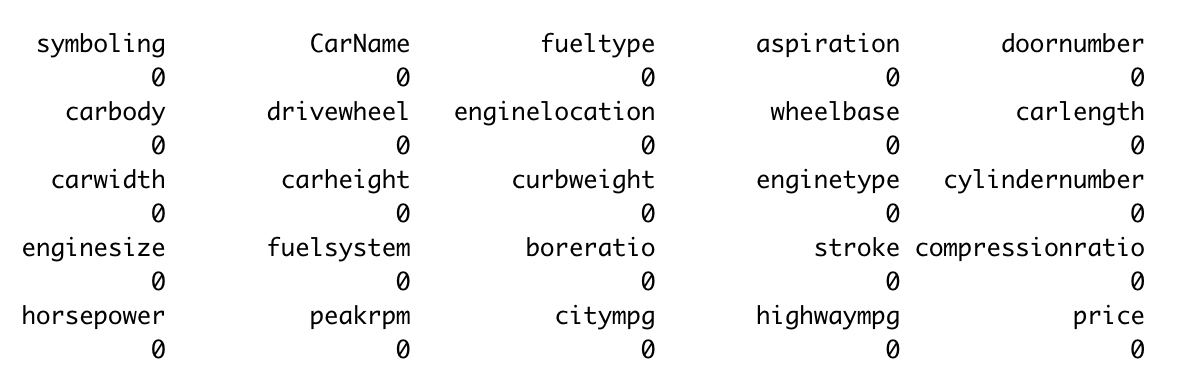 symboling CarName fueltype aspiration doornumber
0 0 0 0 0
carbody drivewheel enginelocation wheelbase carlength
0 0 0 0 0
carwidth carheight curbweight enginetype cylindernumber
0 0 0 0 0
enginesize fuelsystem boreratio stroke compressionratio
0 0 0 0 0
horsepower peakrpm citympg highwaympg price
0 0 0 0 0